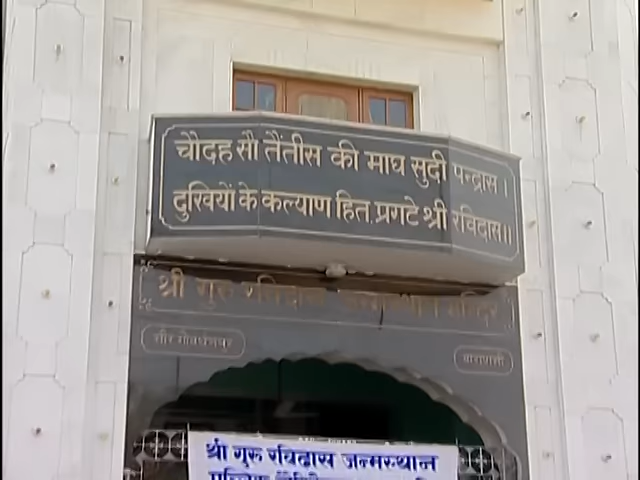 चौदह सौ तैंतीस की माघ सुदी पन्द्रास।
दुखियों के कल्याण हित, प्रगटे श्री रविदास॥
श्री गुरु रविदास जन्मस्थान मन्दिर
सीर गोवर्धनपुर
वाराणसी
श्री गुरु रविदास जन्मस्थान